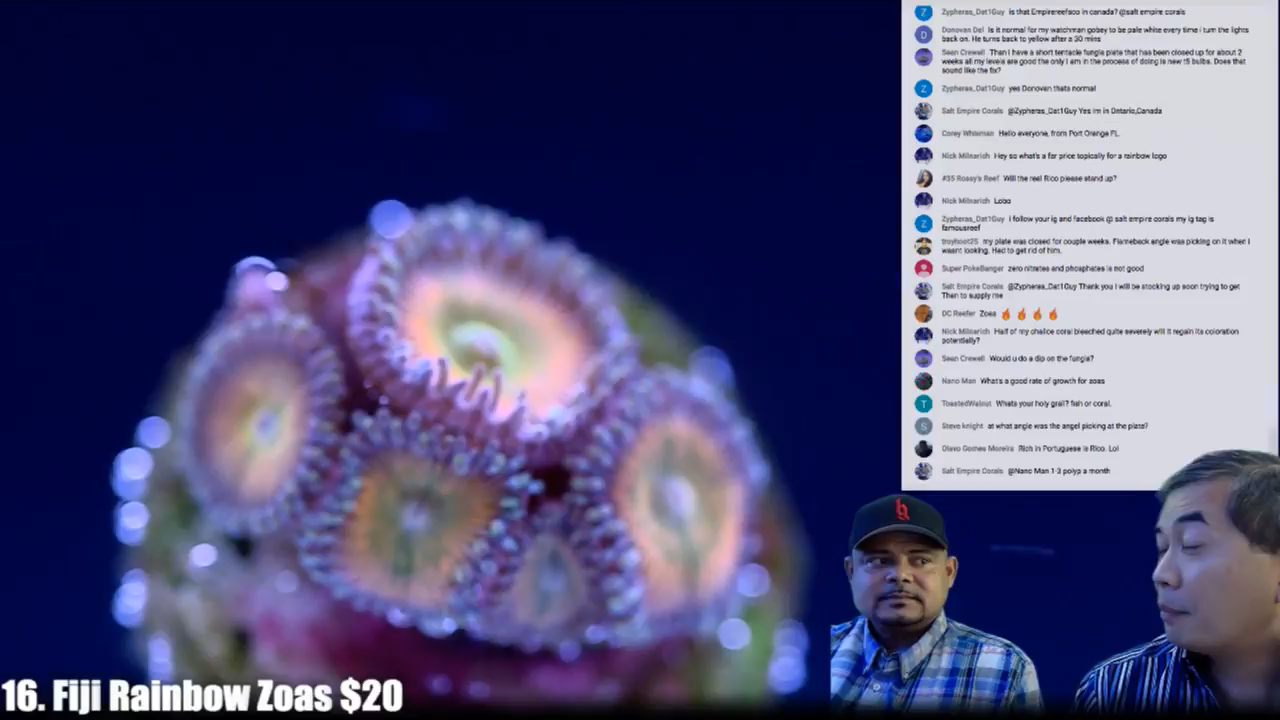 Z Zypheras_Dat1Guy is that Empirereefaco in canada? @salt empire corals
D Donovan Del Is it normal for my watchman gobey to be pale white every time i turn the lights
back on. He turns back to yellow after a 30 mins
Sean Crewell Than I have a short tentacle fungia plate that has been closed up for about 2
weeks all my levels are good the only I am in the process of doing is new t5 bulbs. Does that
sound like the fix?
Z Zypheras_Dat1Guy yes Donovan thats normal
Salt Empire Corals @Zypheras_Dat1Guy Yes im in Ontario,Canada
Corey Whisman Hello everyone, from Port Orange FL.
Nick Milnarich Hey so what's a far price topically for a rainbow logo
#35 Rossy's Reef Will the reel Rico please stand up?
Nick Milnarich Lobo
Z Zypheras_Dat1Guy i follow your ig and facebook @ salt empire corals my ig tag is
famousreef
troyhoet25 my plate was closed for couple weeks. Flameback angle was picking on it when I
wasnt looking. Had to get rid of him.
Super PokeBanger zero nitrates and phosphates is not good
Salt Empire Corals @Zypheras_Dat1Guy Thank you I will be stocking up soon trying to get
Than to supply me
DC Reefer Zoas 🔥 🔥 🔥 🔥
Nick Milnarich Half of my chalice coral bleached quite severely will it regain its coloration
potentially?
Sean Crewell Would u do a dip on the fungia?
Nano Man What's a good rate of growth for zoas
T ToastedWalnut Whats your holy grail? fish or coral.
S Steve knight at what angle was the angel picking at the plate?
Gomes Moreira Rich in Portuguese is Rico. Lol
Salt Empire Corals @Nano Man 1-3 polyp a month
16. Fiji Rainbow Zoas $20